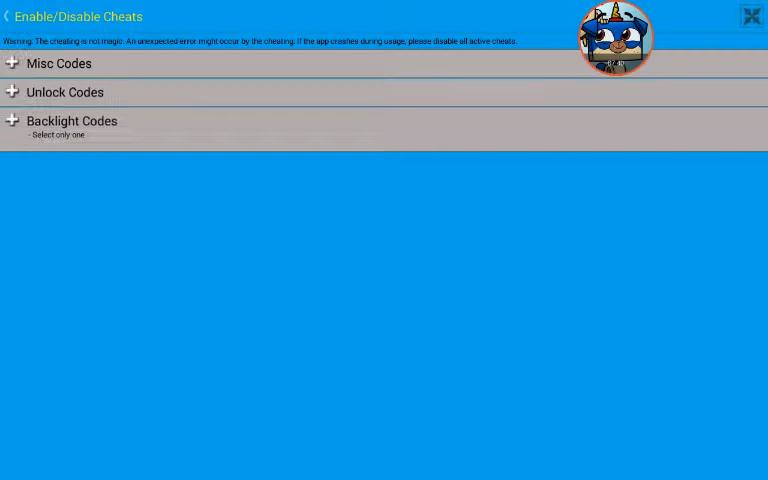 Enable/Disable Cheats
Warning: The cheating is not magic. An unexpected error might occur by the cheating. If the app crashes during usage, please disable all active cheats.
Misc Codes
Unlock Codes
Backlight Codes
- Select only one